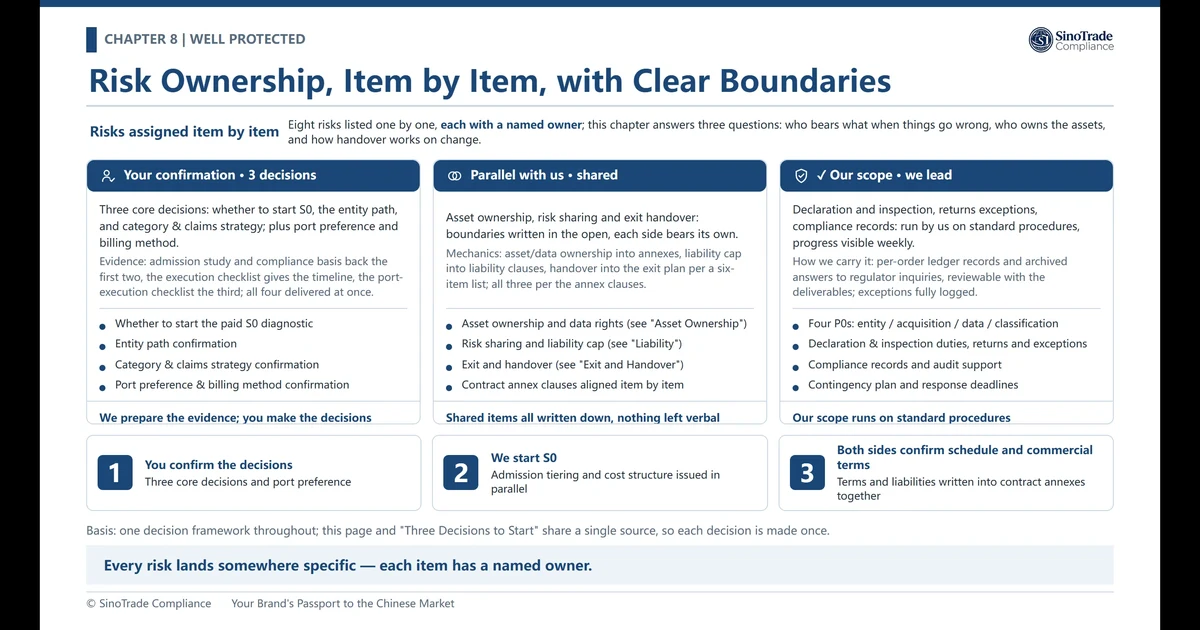 CHAPTER 8 | WELL PROTECTED
SinoTrade
Compliance
Risk Ownership, Item by Item, with Clear Boundaries
Risks assigned item by item
Eight risks listed one by one, each with a named owner; this chapter answers three questions: who bears what when things go wrong, who owns the assets,
and how handover works on change.
Your confirmation • 3 decisions
Three core decisions: whether to start S0, the entity path,
and category & claims strategy; plus port preference and
billing method.
Evidence: admission study and compliance basis back the
first two, the execution checklist gives the timeline, the port-
execution checklist the third; all four delivered at once.
Whether to start the paid S0 diagnostic
Entity path confirmation
Category & claims strategy confirmation
Port preference & billing method confirmation
We prepare the evidence; you make the decisions
Parallel with us • shared
Asset ownership, risk sharing and exit handover:
boundaries written in the open, each side bears its own.
Mechanics: asset/data ownership into annexes, liability cap
into liability clauses, handover into the exit plan per a six-
item list; all three per the annex clauses.
Asset ownership and data rights (see "Asset Ownership")
Risk sharing and liability cap (see "Liability")
Exit and handover (see "Exit and Handover")
Contract annex clauses aligned item by item
Shared items all written down, nothing left verbal
✓ Our scope • we lead
Declaration and inspection, returns exceptions,
compliance records: run by us on standard procedures,
progress visible weekly.
How we carry it: per-order ledger records and archived
answers to regulator inquiries, reviewable with the
deliverables; exceptions fully logged.
Four P0s: entity / acquisition / data / classification
Declaration & inspection duties, returns and exceptions
Compliance records and audit support
Contingency plan and response deadlines
Our scope runs on standard procedures
1
You confirm the decisions
Three core decisions and port preference
2
We start S0
Admission tiering and cost structure issued in
parallel
3
Both sides confirm schedule and commercial
terms
Terms and liabilities written into contract annexes
together
Basis: one decision framework throughout; this page and "Three Decisions to Start" share a single source, so each decision is made once.
Every risk lands somewhere specific — each item has a named owner.
© SinoTrade Compliance Your Brand's Passport to the Chinese Market